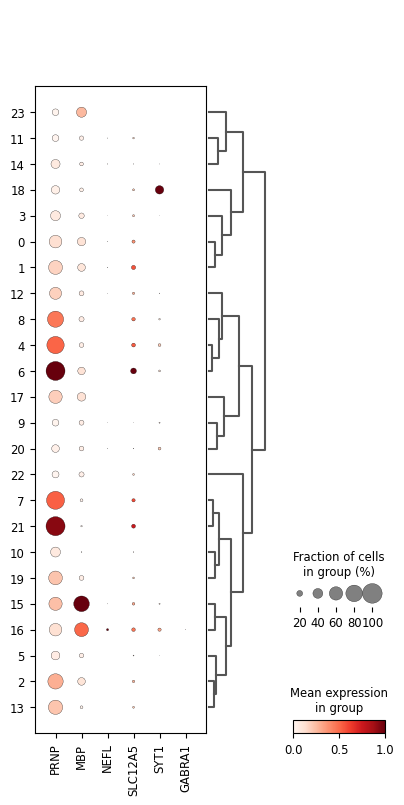 23
11
14
18
3
0
1
12
8
4
6
17
9
20
22
7
21
10
19
15
16
5
2
13
PRNP
MBP
NEFL
SLC12A5
SYT1
GABRA1
Fraction of cells
in group (%)
20 40 60 80 100
Mean expression
in group
0.0 0.5 1.0